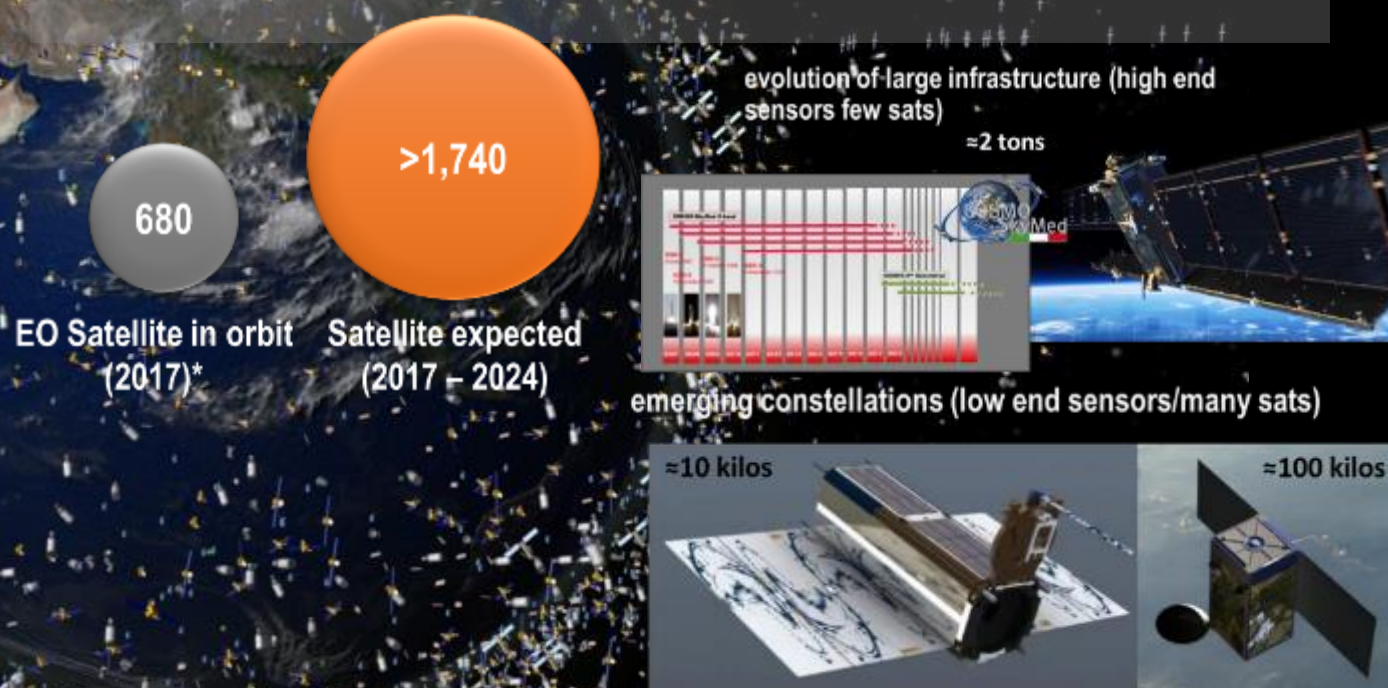 680
EO Satellite in orbit
(2017)*
>1,740
Satellite expected
(2017 – 2024)
evolution of large infrastructure (high end
sensors few sats)
≈2 tons
SkyMed
emerging constellations (low end sensors/many sats)
≈10 kilos
≈100 kilos